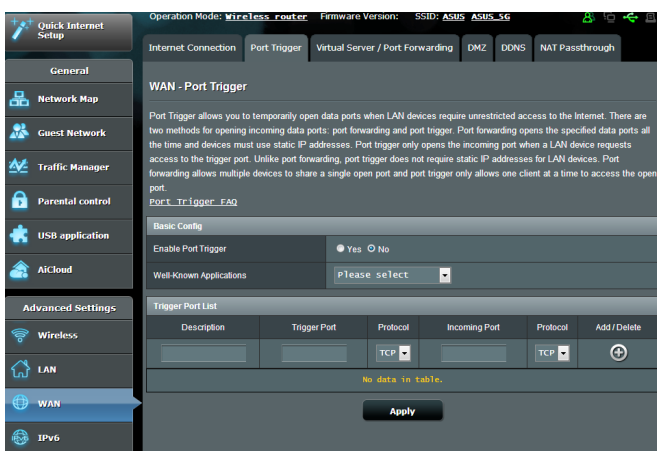 Quick Internet Setup
Operation Mode: Wireless router Firmware Version: SSID: ASUS ASUS_5G
Internet Connection Port Trigger Virtual Server / Port Forwarding DMZ DDNS NAT Passthrough
General
Network Map
Guest Network
Traffic Manager
Parental control
USB application
AiCloud
Advanced Settings
Wireless
LAN
WAN
IPv6
WAN - Port Trigger
Port Trigger allows you to temporarily open data ports when LAN devices require unrestricted access to the Internet. There are
two methods for opening incoming data ports: port forwarding and port trigger. Port forwarding opens the specified data ports all
the time and devices must use static IP addresses. Port trigger only opens the incoming port when a LAN device requests
access to the trigger port. Unlike port forwarding, port trigger does not require static IP addresses for LAN devices. Port
forwarding allows multiple devices to share a single open port and port trigger only allows one client at a time to access the open
port.
Port Trigger FAQ
Basic Config
Enable Port Trigger Yes No
Well-Known Applications Please select
Trigger Port List
Description Trigger Port Protocol Incoming Port Protocol Add / Delete
TCP TCP
No data in table.
Apply